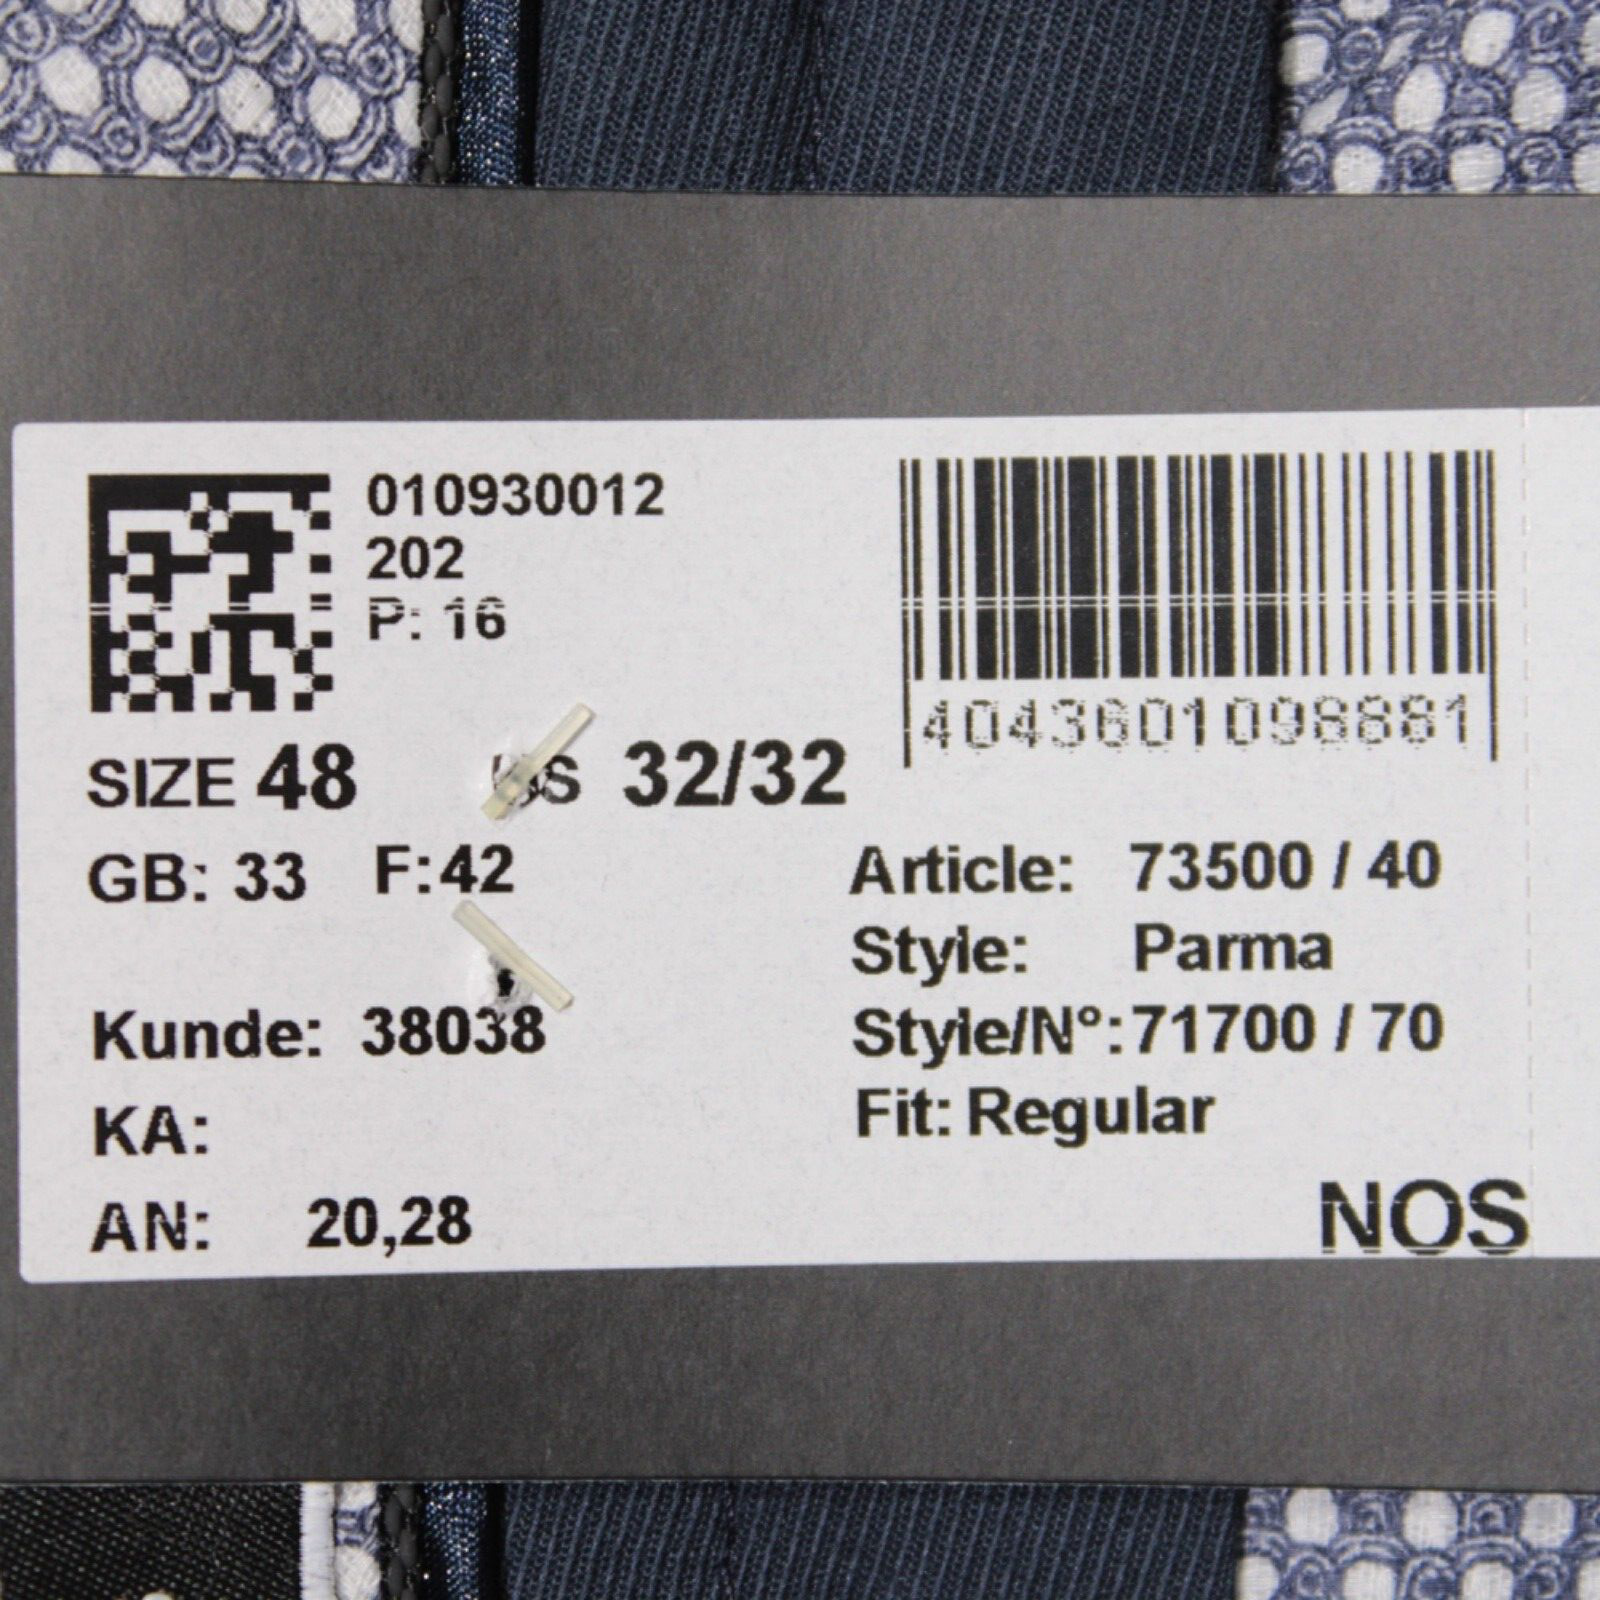 010930012
202
P: 16
4043601098881
SIZE 48 US 32/32
GB: 33 F:42
Article: 73500 / 40
Style: Parma
Kunde: 38038
Style/N°: 71700 / 70
KA:
Fit: Regular
AN: 20,28
NOS